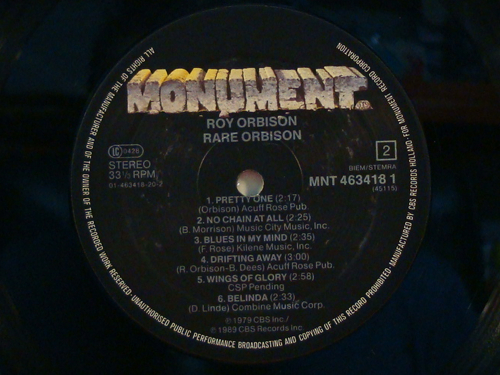 MONUMENT
ROY ORBISON
RARE ORBISON
STEREO
33⅓ RPM
01-463418-20-2
2
BIEM/STEMRA
MNT 463418 1
(45115)
1. PRETTY ONE (2:17)
(Orbison) Acuff Rose Pub.
2. NO CHAIN AT ALL (2:25)
(B. Morrison) Music City Music, Inc.
3. BLUES IN MY MIND (2:35)
(F. Rose) Kilene Music, Inc.
4. DRIFTING AWAY (3:00)
(R. Orbison-B. Dees) Acuff Rose Pub.
5. WINGS OF GLORY (2:58)
CSP Pending
6. BELINDA (2:33)
(D. Linde) Combine Music Corp.
℗ 1979 CBS Inc./
© 1989 CBS Records Inc.
ALL RIGHTS OF THE MANUFACTURER AND OF THE OWNER OF THE RECORDED WORK RESERVED-UNAUTHORISED PUBLIC PERFORMANCE BROADCASTING AND COPYING OF THIS RECORD PROHIBITED-MANUFACTURED BY CBS RECORDS HOLLAND-FOR MONUMENT RECORD CORPORATION